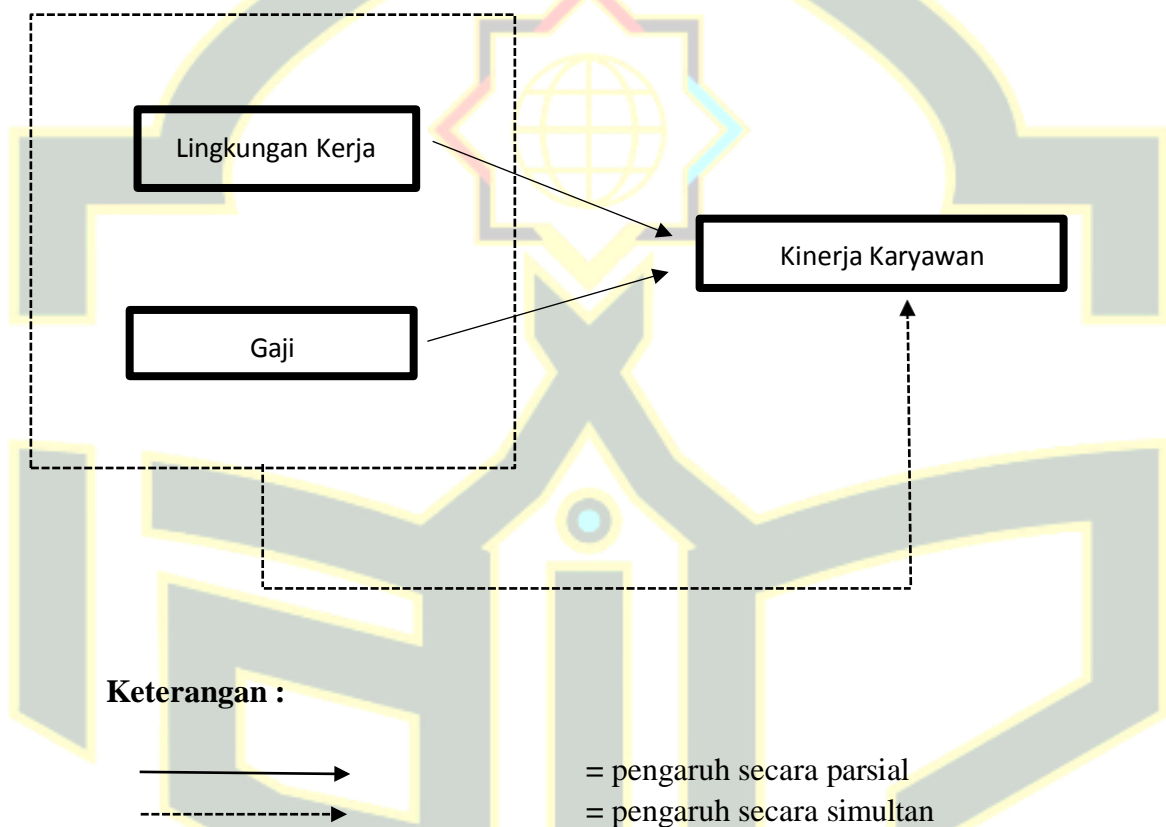 Lingkungan Kerja
Kinerja Karyawan
Gaji
Keterangan :
= pengaruh secara parsial
= pengaruh secara simultan